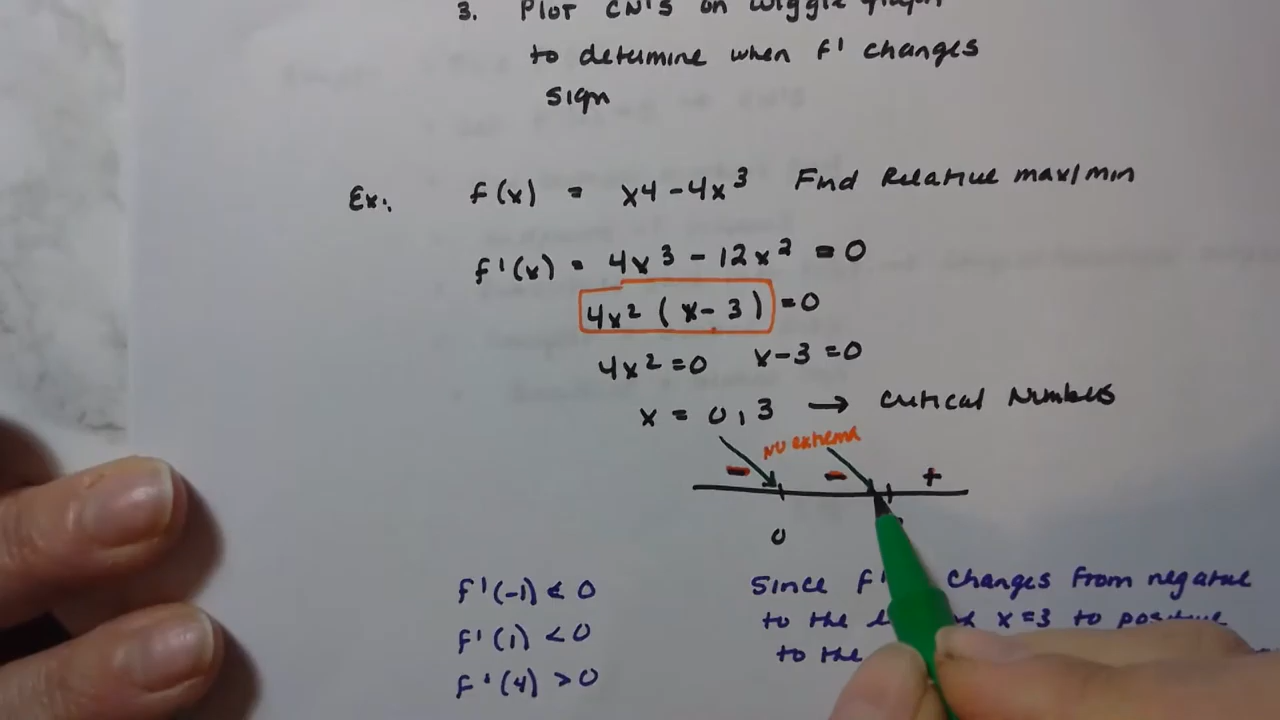 3. Plot CN's on wiggle graph
to determine when f' changes
sign
Ex: f(x) = x4 - 4x³ Find Relative max/min
f'(x) = 4x³ - 12x² = 0
4x² (x - 3) = 0
4x² = 0 x - 3 = 0
x = 0, 3 → Critical Numbers
NO extrema
- - +
0
f'(-1) < 0
f'(1) < 0
f'(4) > 0
Since f' changes from negative
to the x = 3 to positive
to the